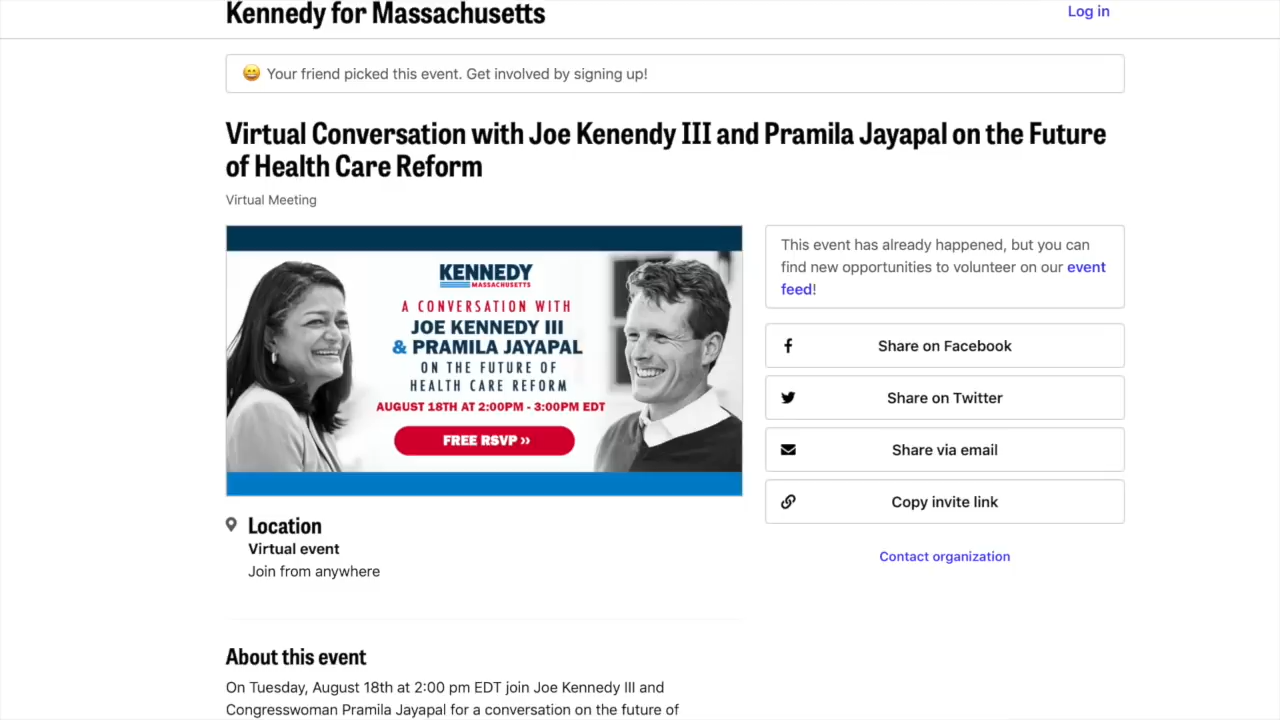 Kennedy for Massachusetts
Log in
😄 Your friend picked this event. Get involved by signing up!
Virtual Conversation with Joe Kenendy III and Pramila Jayapal on the Future
of Health Care Reform
Virtual Meeting
KENNEDY
MASSACHUSETTS
A CONVERSATION WITH
JOE KENNEDY III
& PRAMILA JAYAPAL
ON THE FUTURE OF
HEALTH CARE REFORM
AUGUST 18TH AT 2:00PM - 3:00PM EDT
FREE RSVP »
This event has already happened, but you can
find new opportunities to volunteer on our event
feed!
Share on Facebook
Share on Twitter
Share via email
Copy invite link
Contact organization
Location
Virtual event
Join from anywhere
About this event
On Tuesday, August 18th at 2:00 pm EDT join Joe Kennedy III and
Congresswoman Pramila Jayapal for a conversation on the future of